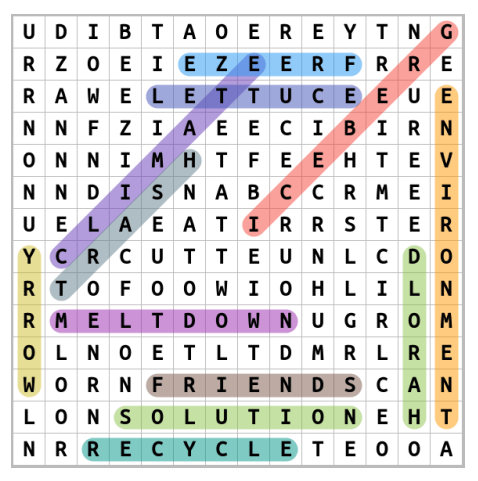 U D I B T A O E R E Y T N G
R Z O E I E Z E E R F R R E
R A W E L E T T U C E E U E
N N F Z I A E E C I B I R N
O N N I M H T F E E H T E V
N N D I S N A B C C R M E I
U E L A E A T I R R S T E R
Y C R C U T T E U N L C D O
R T O F O O W I O H L I L N
R M E L T D O W N U G R O M
O L N O E T L T D M R L R E
W O R N F R I E N D S C A N
L O N S O L U T I O N E H T
N R R E C Y C L E T E O O A